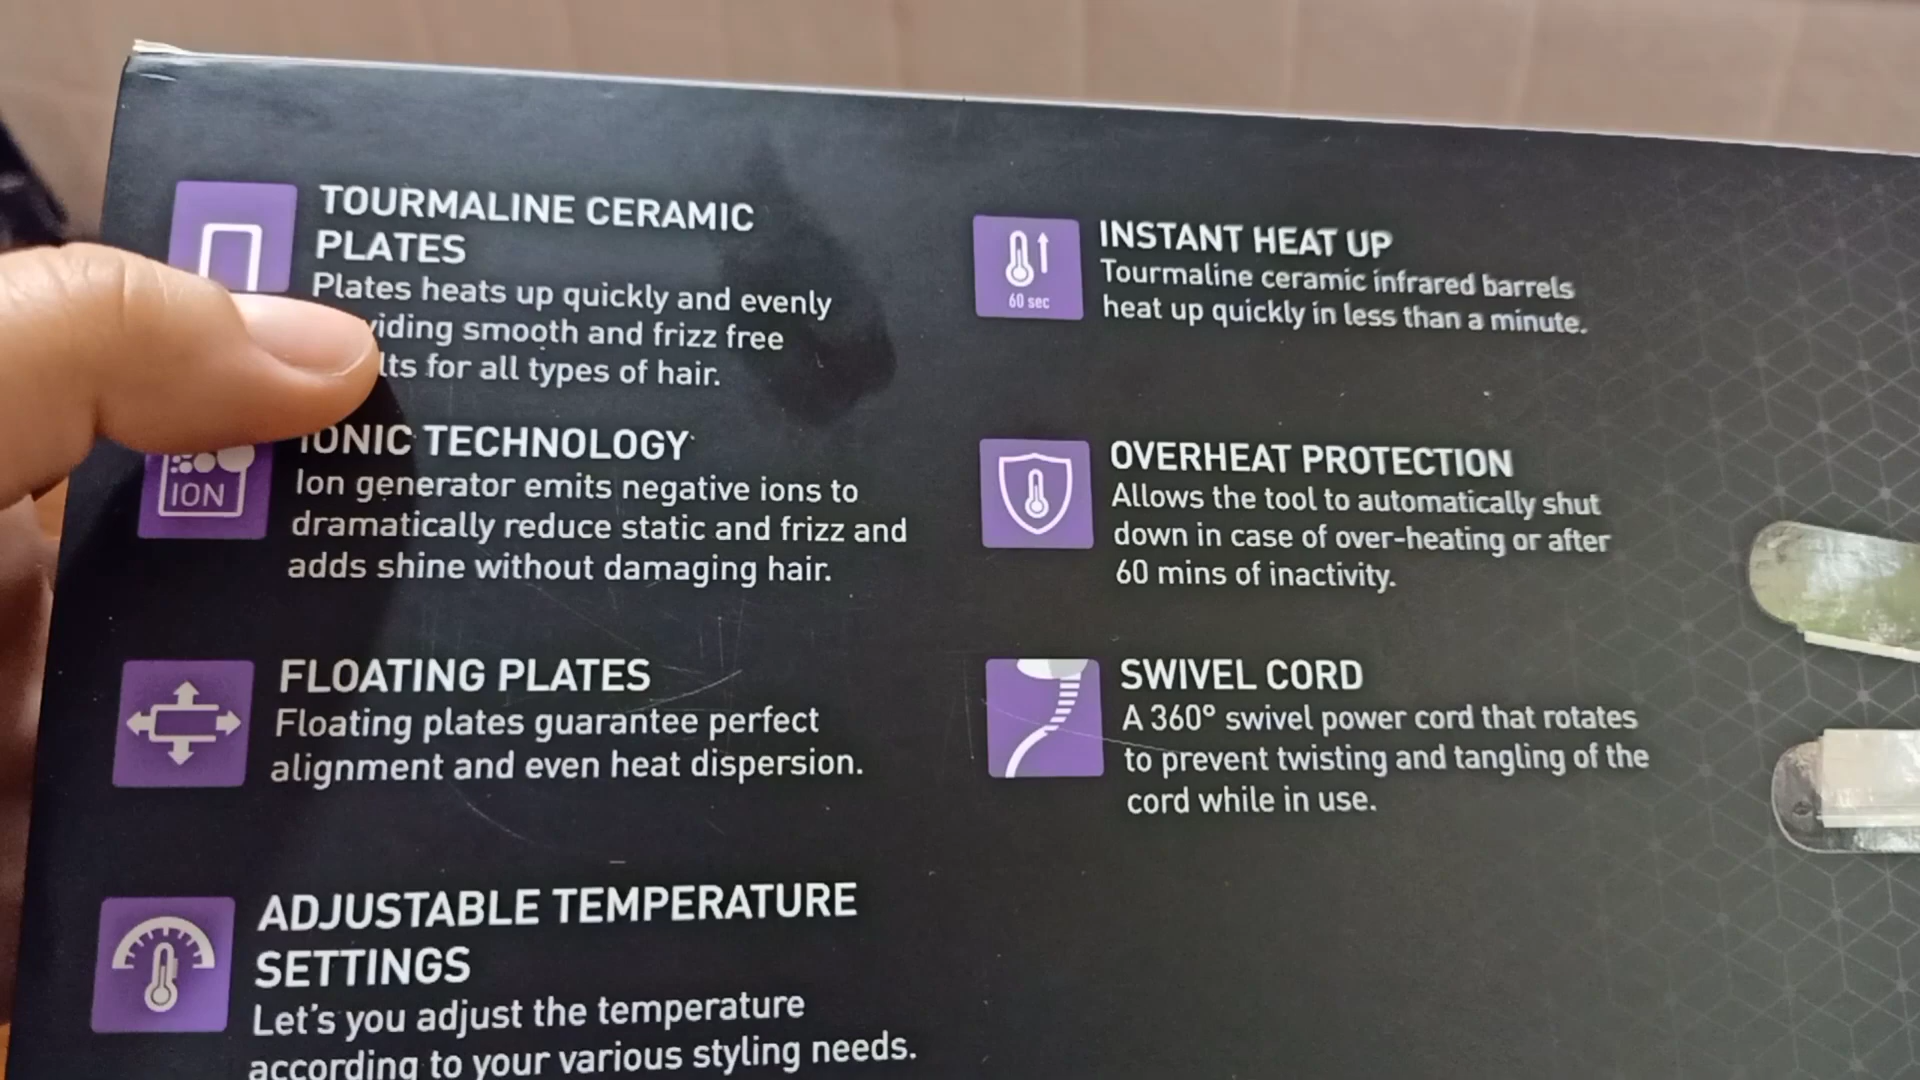 TOURMALINE CERAMIC
PLATES
Plates heats up quickly and evenly
smooth and frizz free
for all types of hair.
ION
IONIC TECHNOLOGY
Ion generator emits negative ions to
dramatically reduce static and frizz and
adds shine without damaging hair.
FLOATING PLATES
Floating plates guarantee perfect
alignment and even heat dispersion.
ADJUSTABLE TEMPERATURE
SETTINGS
Let's you adjust the temperature
according to your various styling needs.
60 sec
INSTANT HEAT UP
Tourmaline ceramic infrared barrels
heat up quickly in less than a minute.
OVERHEAT PROTECTION
Allows the tool to automatically shut
down in case of over-heating or after
60 mins of inactivity.
SWIVEL CORD
A 360° swivel power cord that rotates
to prevent twisting and tangling of the
cord while in use.